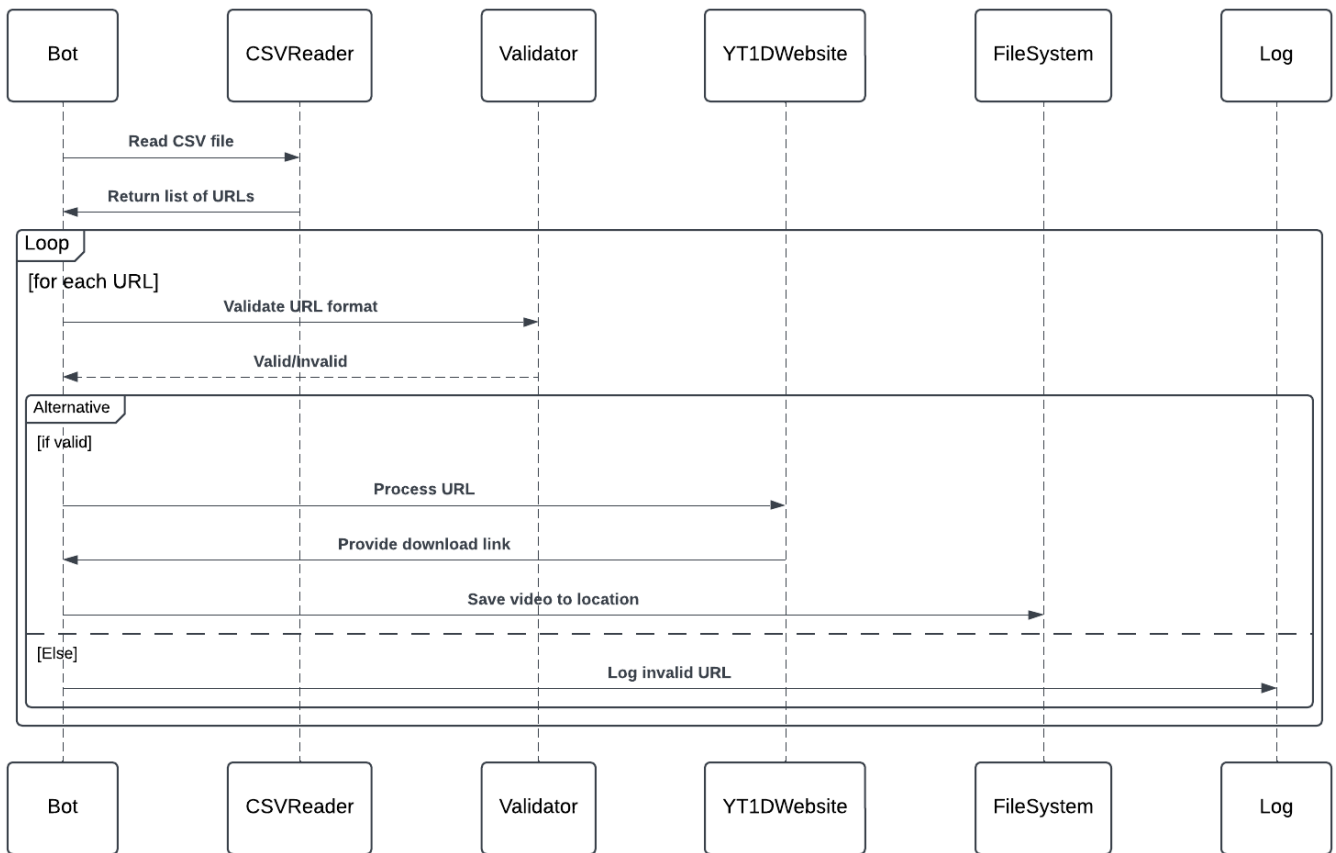 Bot
CSVReader
Validator
YT1DWebsite
FileSystem
Log
Read CSV file
Return list of URLs
Loop
[for each URL]
Validate URL format
Valid/Invalid
Alternative
[if valid]
Process URL
Provide download link
Save video to location
[Else]
Log invalid URL
Bot
CSVReader
Validator
YT1DWebsite
FileSystem
Log